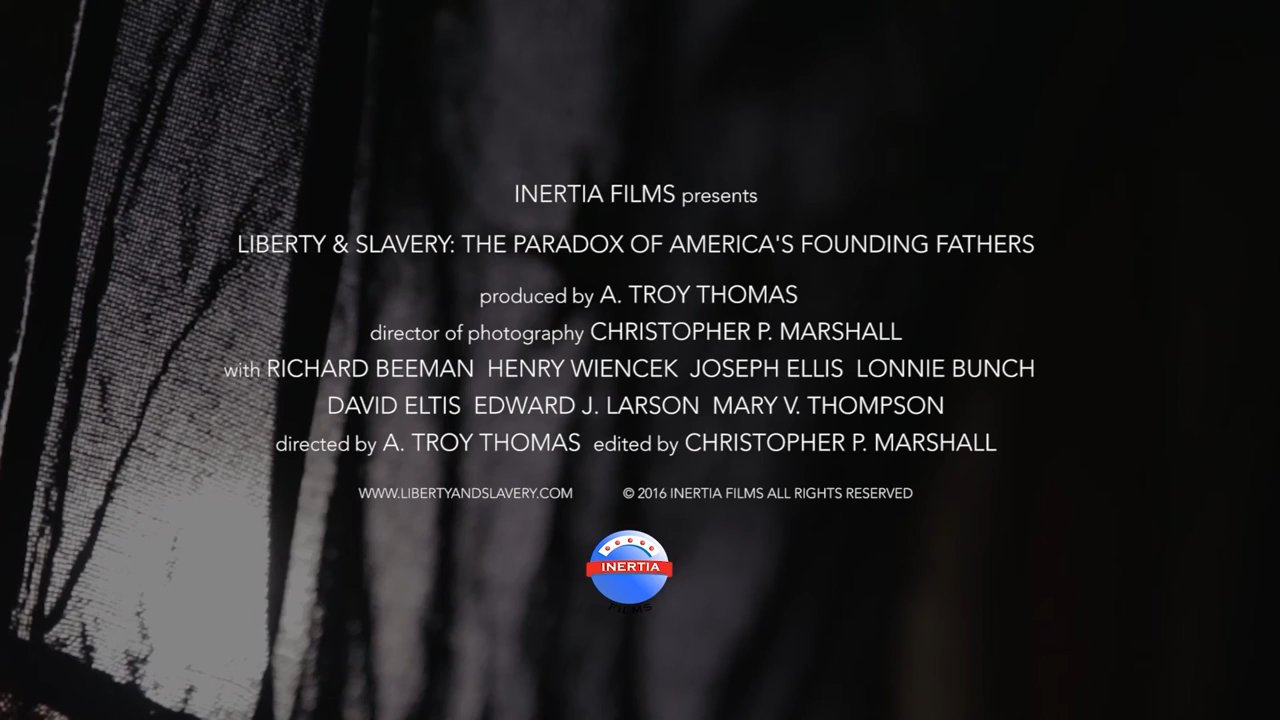 INERTIA FILMS presents
LIBERTY & SLAVERY: THE PARADOX OF AMERICA'S FOUNDING FATHERS
produced by A. TROY THOMAS
director of photography CHRISTOPHER P. MARSHALL
with RICHARD BEEMAN HENRY WIENCEK JOSEPH ELLIS LONNIE BUNCH
DAVID ELTIS EDWARD J. LARSON MARY V. THOMPSON
directed by A. TROY THOMAS edited by CHRISTOPHER P. MARSHALL
WWW.LIBERTYANDSLAVERY.COM © 2016 INERTIA FILMS ALL RIGHTS RESERVED
INERTIA
FILMS